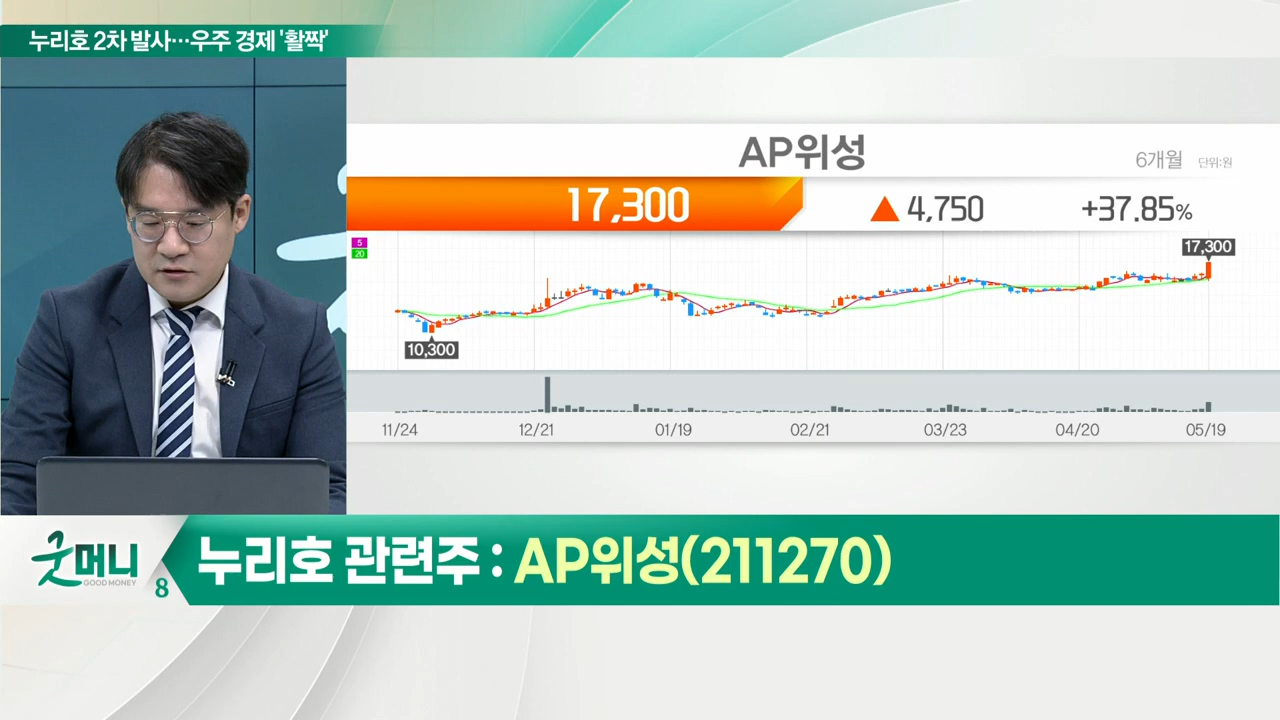 누리호 2차 발사…우주 경제 '활짝'
AP위성
6개월 단위:원
17,300 ▲ 4,750 +37.85%
5
20
17,300
10,300
11/24 12/21 01/19 02/21 03/23 04/20 05/19
굿머니
GOOD MONEY
8
누리호 관련주 : AP위성(211270)